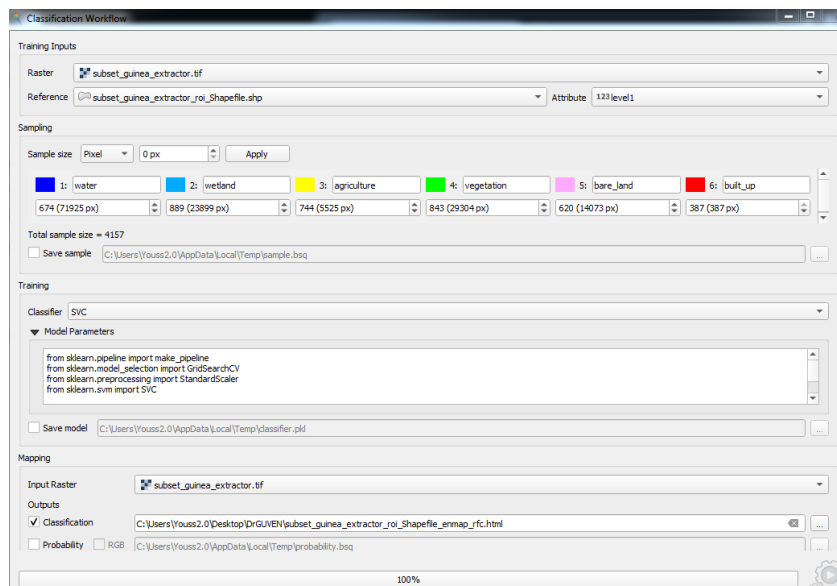 Classification Workflow
Training Inputs
Raster subset_guinea_extractor.tif
Reference subset_guinea_extractor_roi_Shapefile.shp Attribute 123 level1
Sampling
Sample size Pixel 0 px Apply
1: water 2: wetland 3: agriculture 4: vegetation 5: bare_land 6: built_up
674 (71925 px) 889 (23899 px) 744 (5525 px) 843 (29304 px) 620 (14073 px) 387 (387 px)
Total sample size = 4157
Save sample C:\Users\Youss2.0\AppData\Local\Temp\sample.bsq ...
Training
Classifier SVC
Model Parameters
from sklearn.pipeline import make_pipeline
from sklearn.model_selection import GridSearchCV
from sklearn.preprocessing import StandardScaler
from sklearn.svm import SVC
Save model C:\Users\Youss2.0\AppData\Local\Temp\classifier.pkl ...
Mapping
Input Raster subset_guinea_extractor.tif
Outputs
Classification C:\Users\Youss2.0\Desktop\DrGUVEN\subset_guinea_extractor_roi_Shapefile_enmap_rfc.html ...
Probability RGB C:\Users\Youss2.0\AppData\Local\Temp\probability.bsq ...
100%